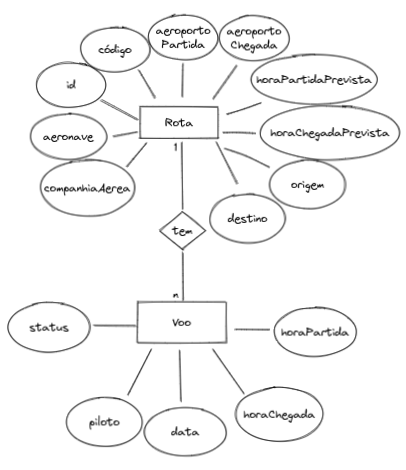 aeroporto
Partida
aeroporto
Chegada
código
horaPartidaPrevista
id
Rota
horaChegadaPrevista
aeronave
1
companhiaAerea
origem
destino
tem
n
Voo
status
horaPartida
piloto
data
horaChegada